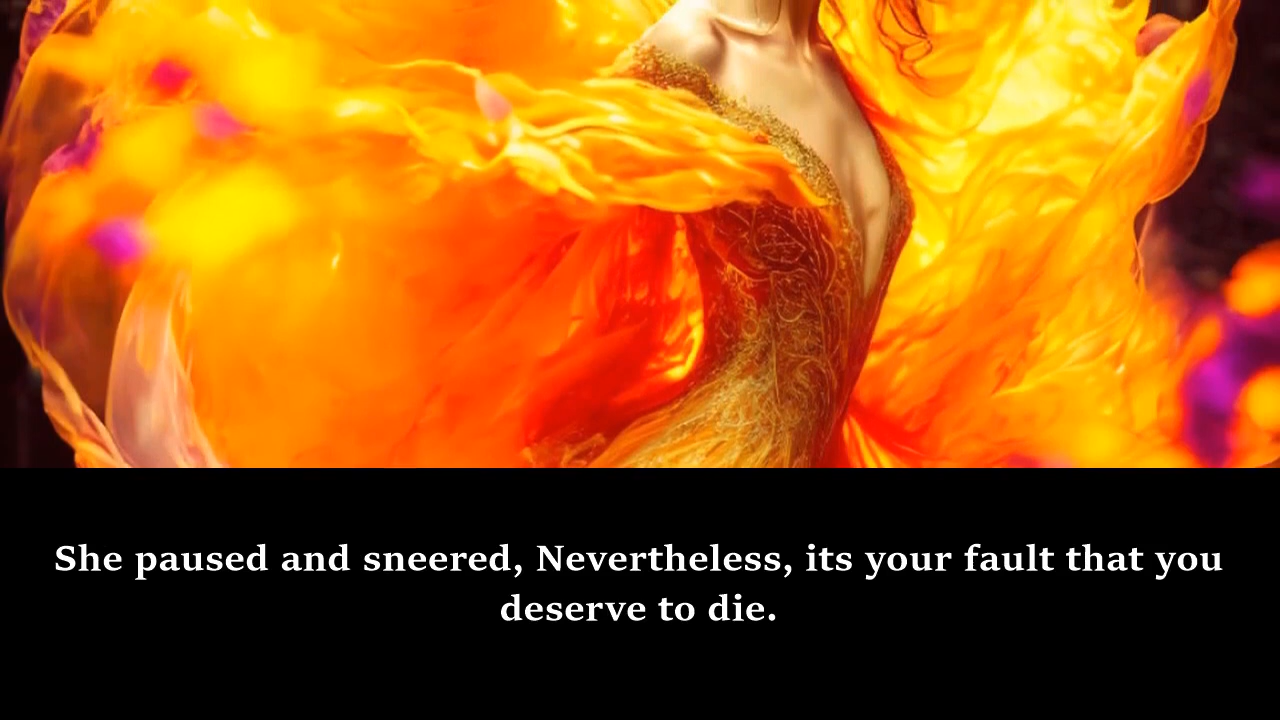 She paused and sneered, Nevertheless, its your fault that you
deserve to die.